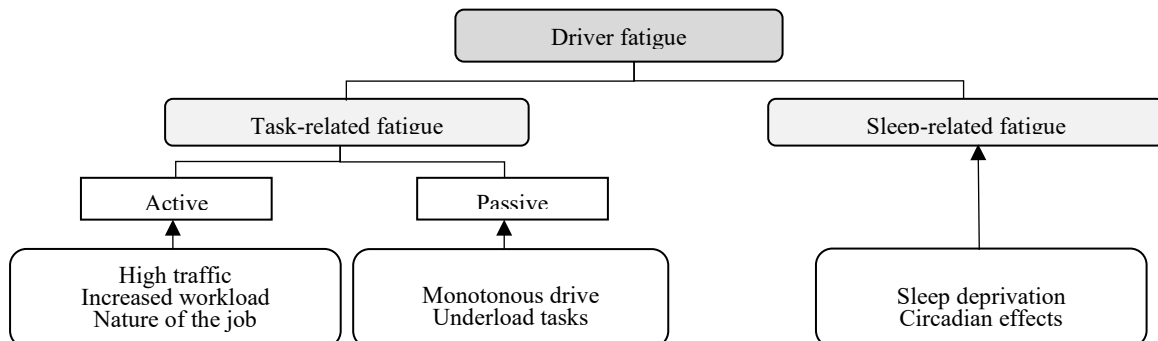 Driver fatigue
Task-related fatigue
Sleep-related fatigue
Active
Passive
High traffic
Increased workload
Nature of the job
Monotonous drive
Underload tasks
Sleep deprivation
Circadian effects